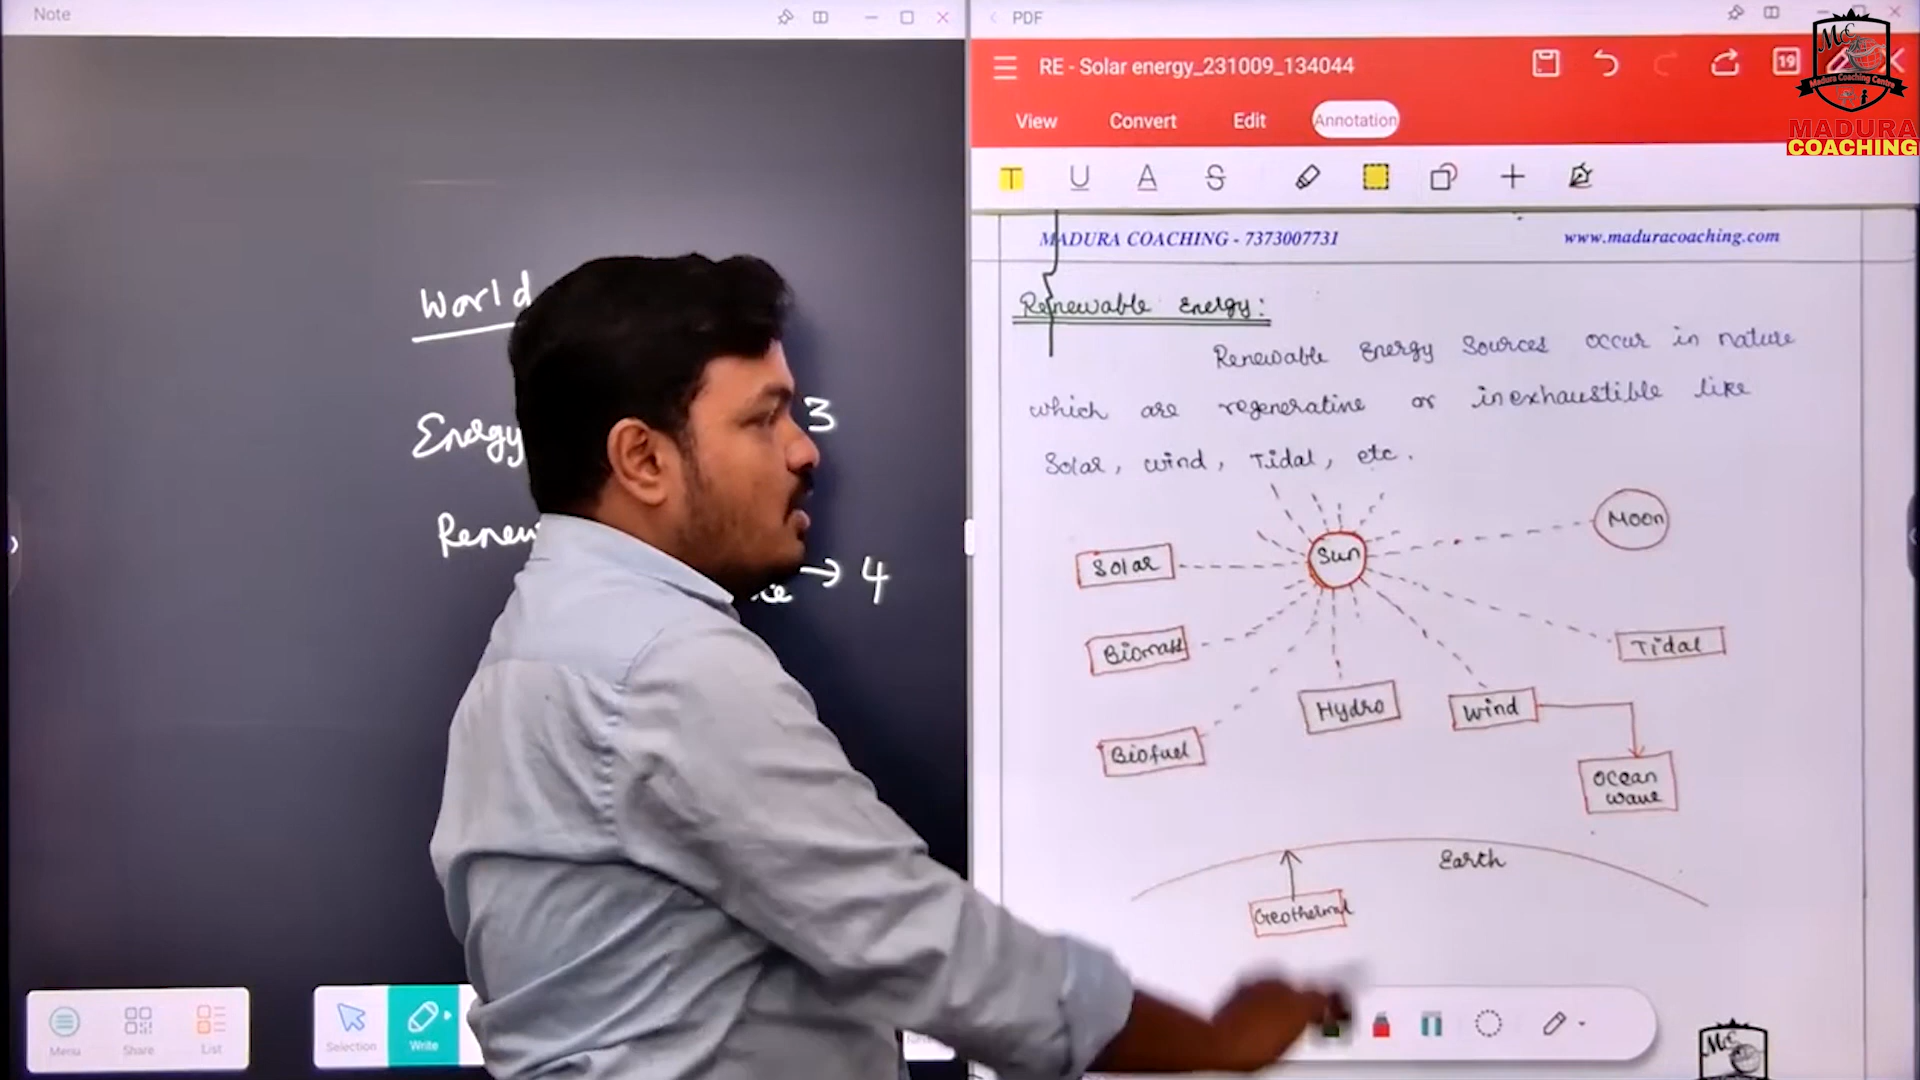 Note
PDF
RE - Solar energy_231009_134044
19
View Convert Edit Annotation
T U A S
MADURA
COACHING
MADURA COACHING - 7373007731 www.maduracoaching.com
World
Energy 3
→ 4
Renewable Energy:
Renewable Energy Sources occur in nature
which are regenerative or inexhaustible like
Solar, wind, Tidal, etc.
Sun
Moon
Solar
Biomass
Tidal
Hydro
Wind
Biofuel
Ocean
wave
Earth
Geothermal
Menu Share List Selection Write